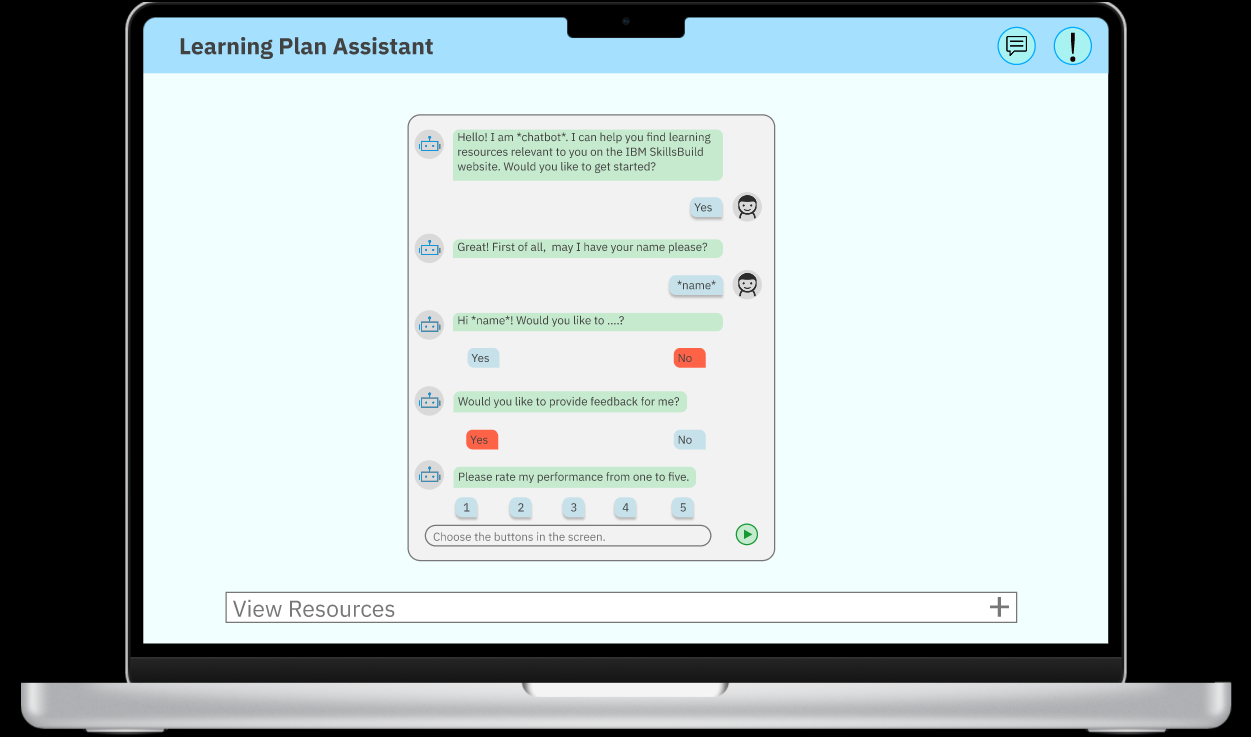 Learning Plan Assistant
Hello! I am *chatbot*. I can help you find learning
resources relevant to you on the IBM SkillsBuild
website. Would you like to get started?
Yes
Great! First of all, may I have your name please?
*name*
Hi *name*! Would you like to ....?
Yes No
Would you like to provide feedback for me?
Yes No
Please rate my performance from one to five.
1 2 3 4 5
Choose the buttons in the screen.
View Resources